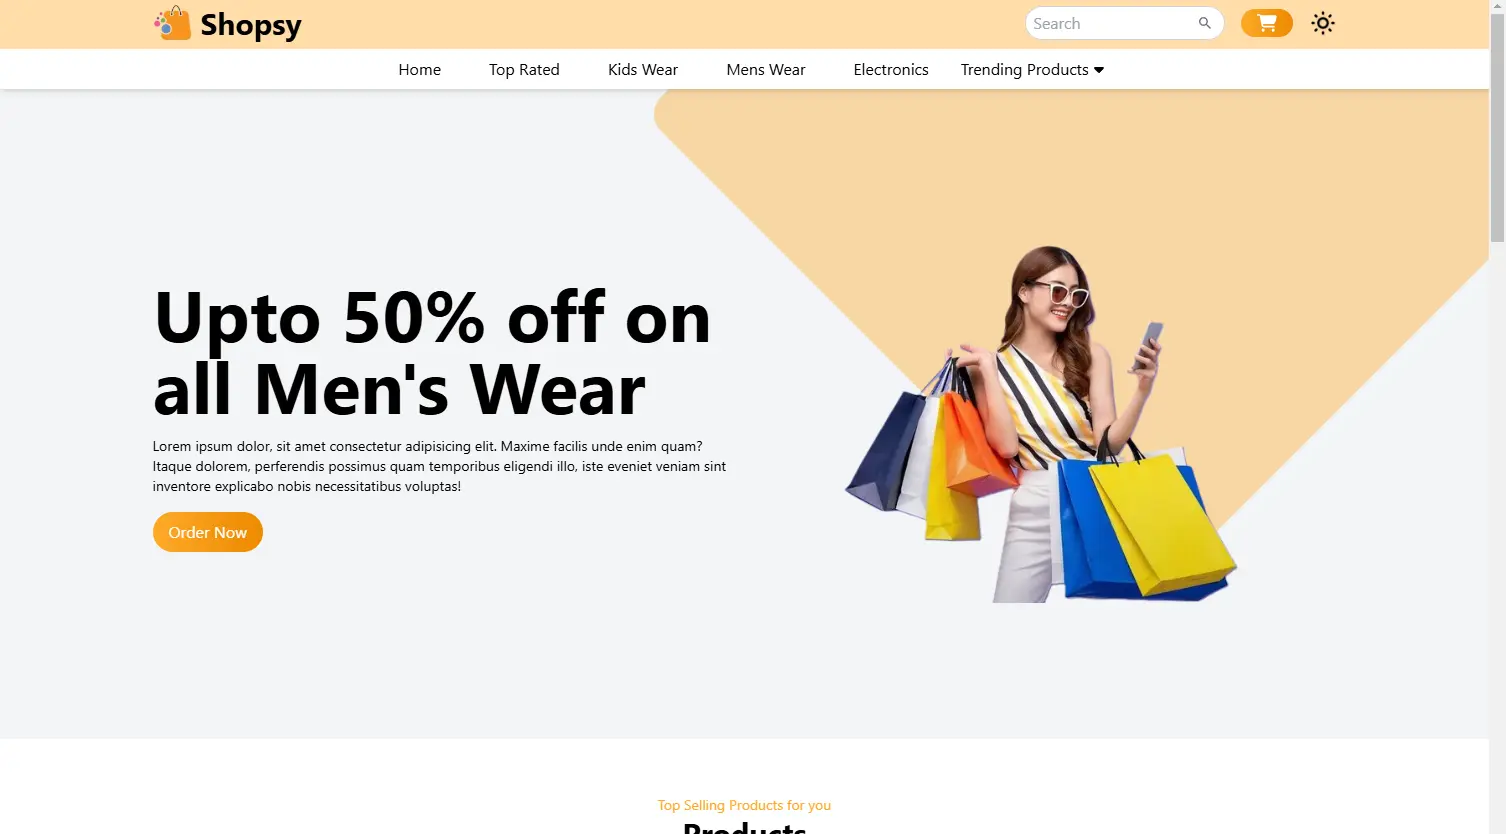 Shopsy
Search
Home
Top Rated
Kids Wear
Mens Wear
Electronics
Trending Products
Upto 50% off on
all Men's Wear
Lorem ipsum dolor, sit amet consectetur adipisicing elit. Maxime facilis unde enim quam?
Itaque dolorem, perferendis possimus quam temporibus eligendi illo, iste eveniet veniam sint
inventore explicabo nobis necessitatibus voluptas!
Order Now
Top Selling Products for you
Products